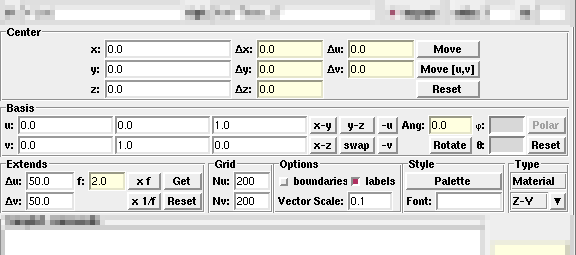 Center
x: 0.0 Δx: 0.0 Δu: 0.0 Move
y: 0.0 Δy: 0.0 Δv: 0.0 Move [u,v]
z: 0.0 Δz: 0.0 Reset
Basis
u: 0.0 0.0 1.0 x-y y-z -u Ang: 0.0 φ: Polar
v: 0.0 1.0 0.0 x-z swap -v Rotate θ: Reset
Extends Grid Options Style Type
Δu: 50.0 f: 2.0 x f Get Nu: 200 boundaries labels Palette Material
Δv: 50.0 x 1/f Reset Nv: 200 Vector Scale: 0.1 Font: Z-Y